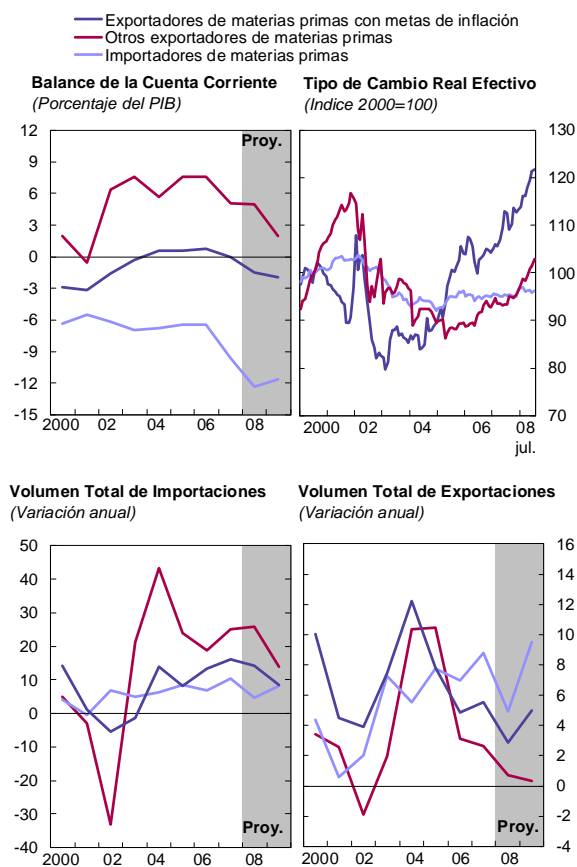 Exportadores de materias primas con metas de inflación
Otros exportadores de materias primas
Importadores de materias primas
Balance de la Cuenta Corriente
(Porcentaje del PIB)
Proy.
12
9
6
3
0
-3
-6
-9
-12
-15
2000 02 04 06 08
Tipo de Cambio Real Efectivo
(Indice 2000=100)
130
120
110
100
90
80
70
2000 02 04 06 08
jul.
Volumen Total de Importaciones
(Variación anual)
50
40
30
20
10
0
-10
-20
-30
-40
Proy.
2000 02 04 06 08
Volumen Total de Exportaciones
(Variación anual)
16
14
12
10
8
6
4
2
0
-2
-4
Proy.
2000 02 04 06 08